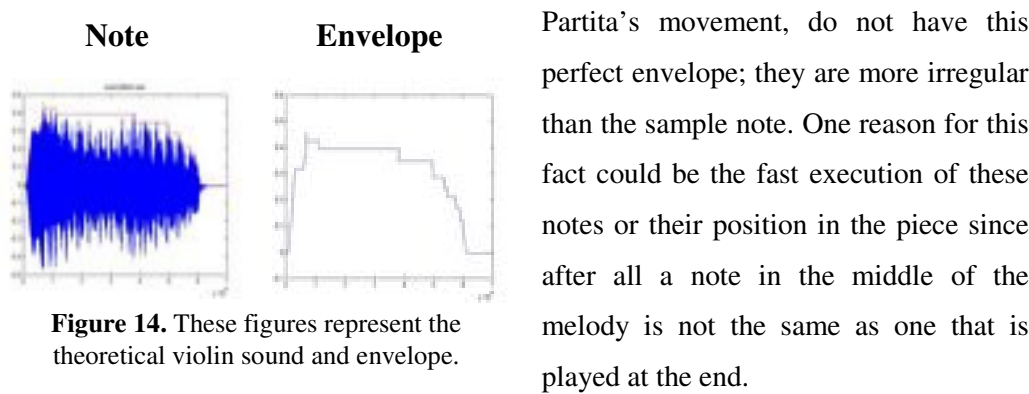 Note
Envelope
Figure 14. These figures represent the
theoretical violin sound and envelope.
Partita’s movement, do not have this
perfect envelope; they are more irregular
than the sample note. One reason for this
fact could be the fast execution of these
notes or their position in the piece since
after all a note in the middle of the
melody is not the same as one that is
played at the end.